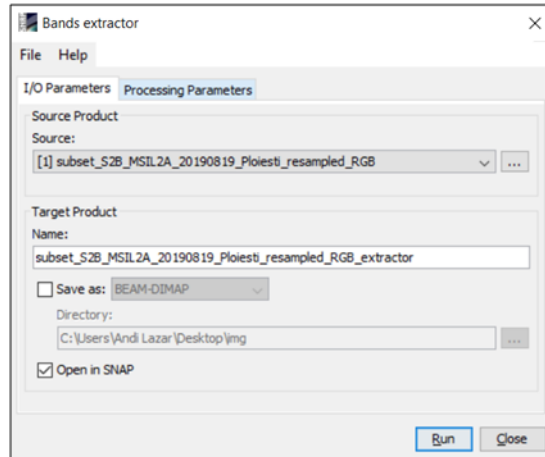 Bands extractor
File Help
I/O Parameters Processing Parameters
Source Product
Source:
[1] subset_S2B_MSIL2A_20190819_Ploiesti_resampled_RGB
...
Target Product
Name:
subset_S2B_MSIL2A_20190819_Ploiesti_resampled_RGB_extractor
Save as: BEAM-DIMAP
Directory:
C:\Users\Andi Lazar\Desktop\img
...
Open in SNAP
Run Close